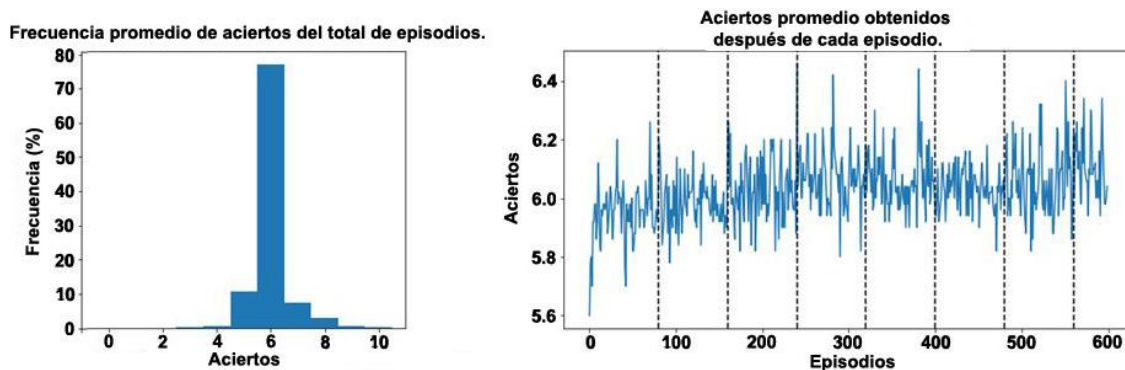 Frecuencia promedio de aciertos del total de episodios.
80
70
60
50
40
30
20
10
0
Frecuencia (%)
0 2 4 6 8 10
Aciertos
Aciertos promedio obtenidos
después de cada episodio.
6.4
6.2
6.0
5.8
5.6
Aciertos
0 100 200 300 400 500 600
Episodios